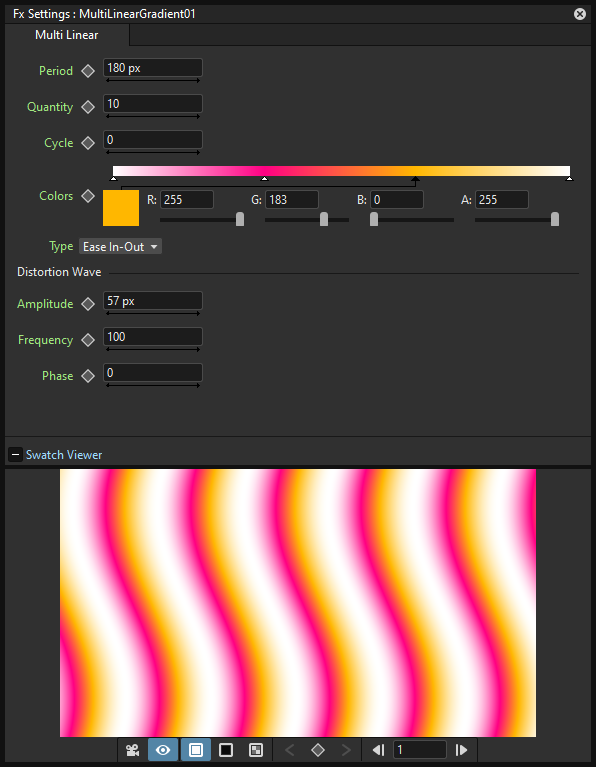 Fx Settings : MultiLinearGradient01
Multi Linear
Period 180 px
Quantity 10
Cycle 0
Colors R: 255 G: 183 B: 0 A: 255
Type Ease In-Out
Distortion Wave
Amplitude 57 px
Frequency 100
Phase 0
Swatch Viewer
1